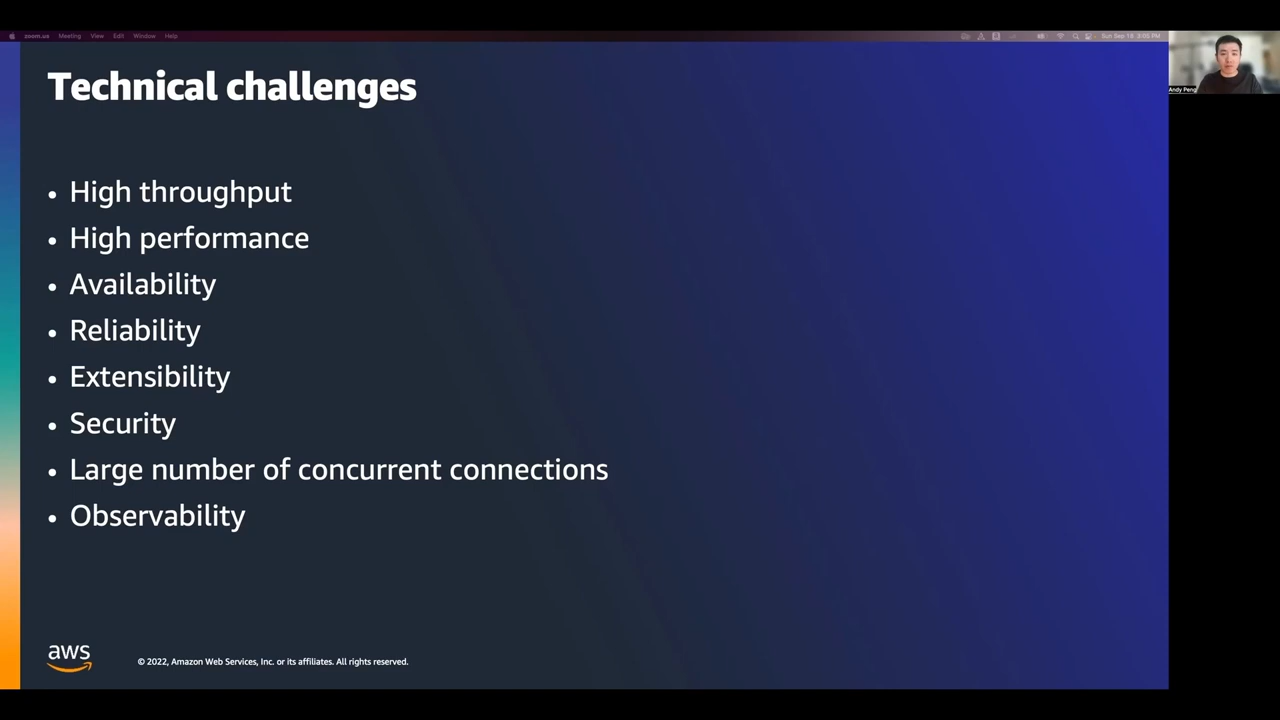 zoom.us Meeting View Edit Window Help
Sun Sep 18 3:05 PM
Andy Peng
Technical challenges
• High throughput
• High performance
• Availability
• Reliability
• Extensibility
• Security
• Large number of concurrent connections
• Observability
aws
© 2022, Amazon Web Services, Inc. or its affiliates. All rights reserved.